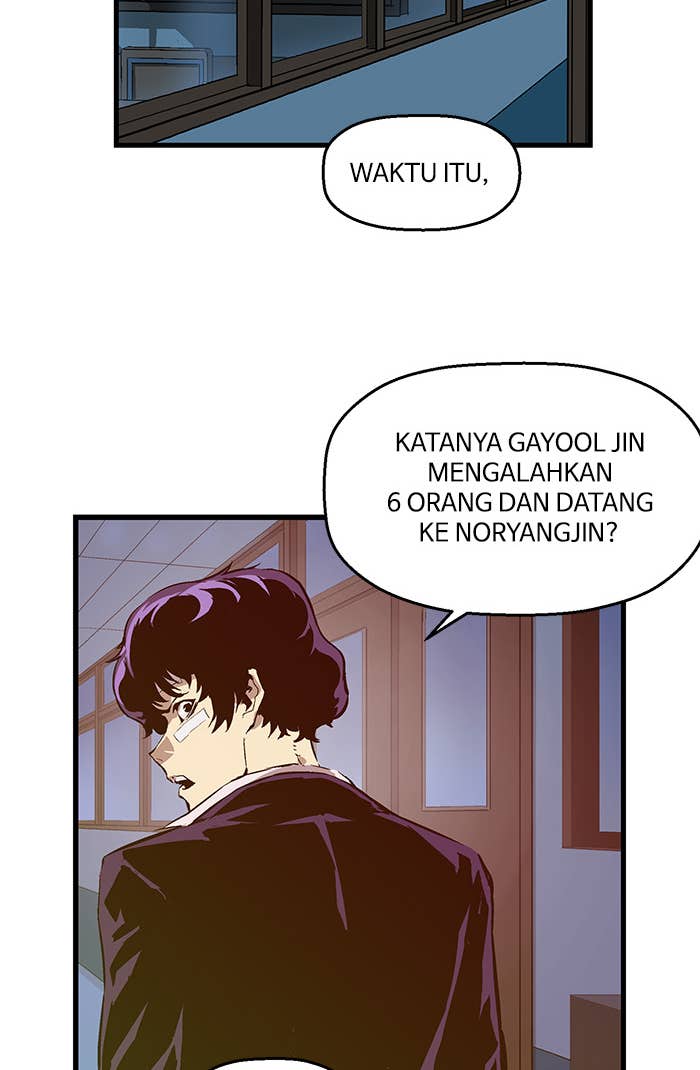 WAKTU ITU,
KATANYA GAYOOL JIN
MENGALAHKAN
6 ORANG DAN DATANG
KE NORYANGJIN?